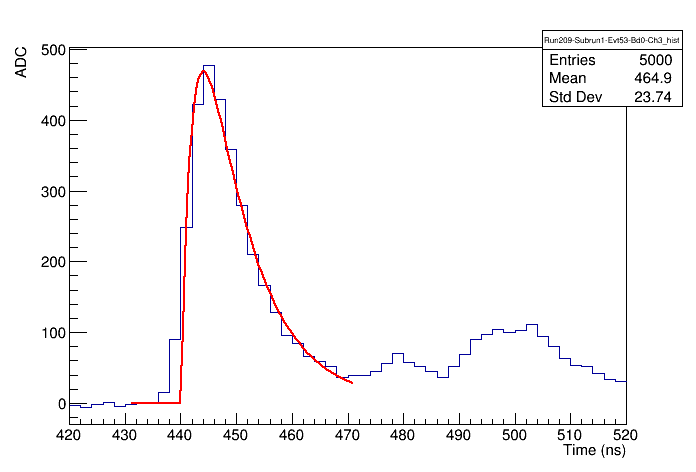 Run209-Subrun1-Evt53-Bd0-Ch3_hist
Entries 5000
Mean 464.9
Std Dev 23.74
ADC
500
400
300
200
100
0
420 430 440 450 460 470 480 490 500 510 520
Time (ns)